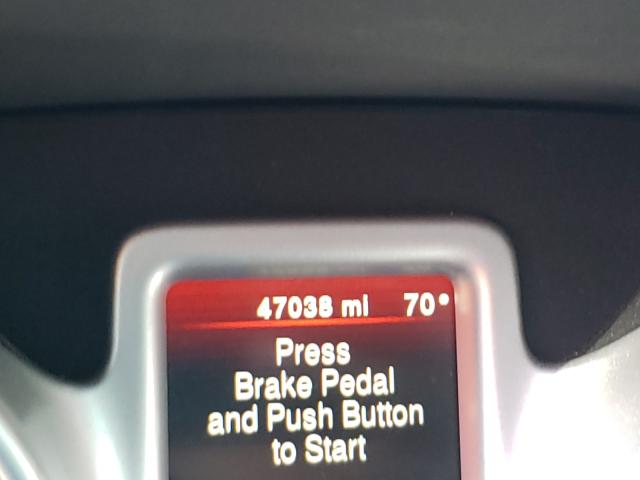 47038 mi 70°
Press
Brake Pedal
and Push Button
to Start